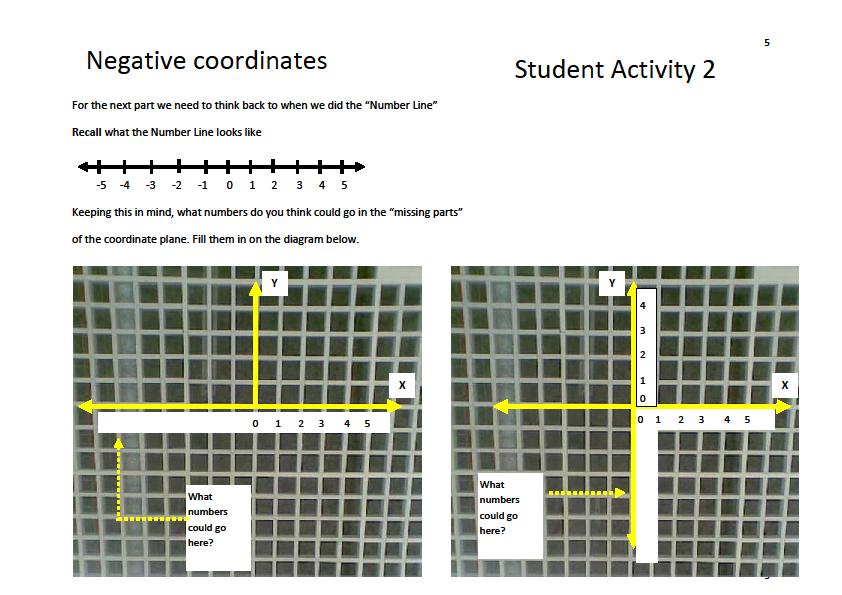 5
Negative coordinates
Student Activity 2
For the next part we need to think back to when we did the “Number Line”
Recall what the Number Line looks like
-5 -4 -3 -2 -1 0 1 2 3 4 5
Keeping this in mind, what numbers do you think could go in the “missing parts”
of the coordinate plane. Fill them in on the diagram below.
Y
X
0 1 2 3 4 5
What
numbers
could go
here?
Y
4
3
2
1
0
X
0 1 2 3 4 5
What
numbers
could go
here?